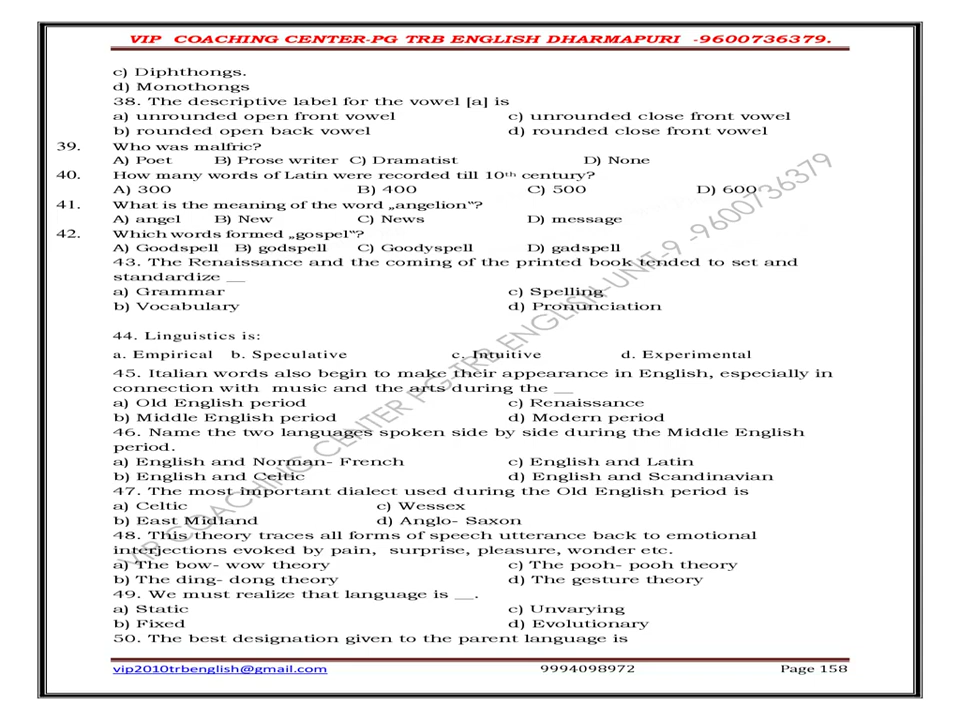 VIP COACHING CENTER-PG TRB ENGLISH DHARMAPURI -9600736379.
c) Diphthongs.
d) Monothongs
38. The descriptive label for the vowel [a] is
a) unrounded open front vowel c) unrounded close front vowel
b) rounded open back vowel d) rounded close front vowel
39. Who was malfric?
A) Poet B) Prose writer C) Dramatist D) None
40. How many words of Latin were recorded till 10th century?
A) 300 B) 400 C) 500 D) 600
41. What is the meaning of the word „angelion‟?
A) angel B) New C) News D) message
42. Which words formed „gospel‟?
A) Goodspell B) godspell C) Goodyspell D) gadspell
43. The Renaissance and the coming of the printed book tended to set and
standardize __
a) Grammar c) Spelling
b) Vocabulary d) Pronunciation
44. Linguistics is:
a. Empirical b. Speculative c. Intuitive d. Experimental
45. Italian words also begin to make their appearance in English, especially in
connection with music and the arts during the __
a) Old English period c) Renaissance
b) Middle English period d) Modern period
46. Name the two languages spoken side by side during the Middle English
period.
a) English and Norman- French c) English and Latin
b) English and Celtic d) English and Scandinavian
47. The most important dialect used during the Old English period is
a) Celtic c) Wessex
b) East Midland d) Anglo- Saxon
48. This theory traces all forms of speech utterance back to emotional
interjections evoked by pain, surprise, pleasure, wonder etc.
a) The bow- wow theory c) The pooh- pooh theory
b) The ding- dong theory d) The gesture theory
49. We must realize that language is __.
a) Static c) Unvarying
b) Fixed d) Evolutionary
50. The best designation given to the parent language is
vip2010trbenglish@gmail.com 9994098972 Page 158
VIP COACHING CENTER PG-TRB ENGLISH-UNIT-9 -9600736379